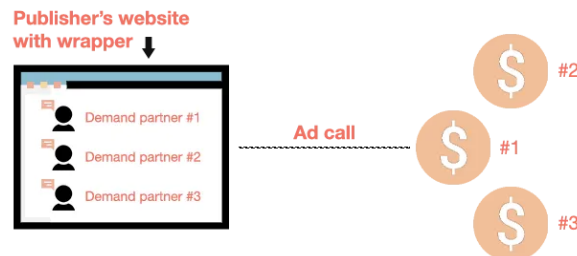 Publisher’s website
with wrapper
Demand partner #1
Demand partner #2
Demand partner #3
Ad call
$ #2
$ #1
$ #3